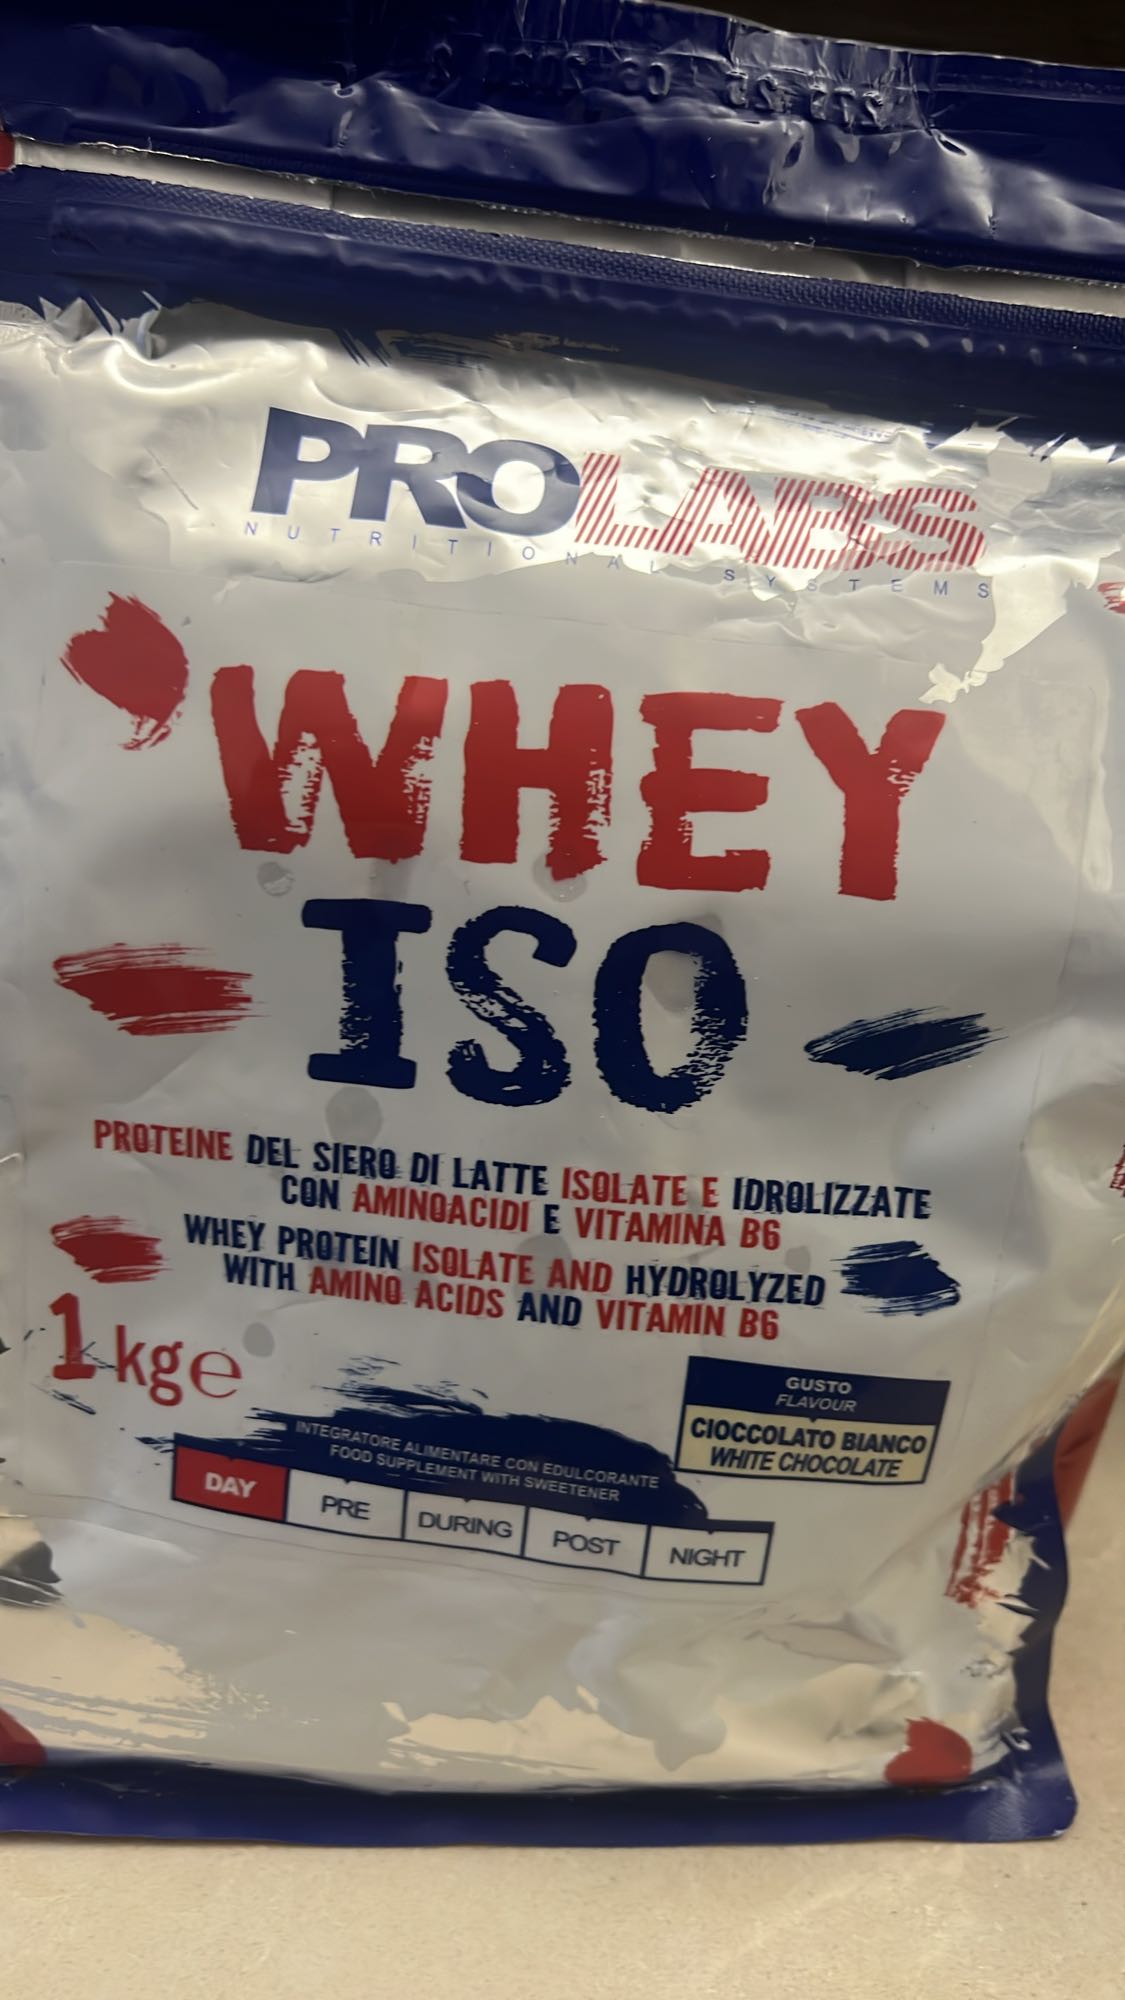 PROLABS
NUTRITIONAL SYSTEMS
WHEY
ISO
PROTEINE DEL SIERO DI LATTE ISOLATE E IDROLIZZATE
CON AMINOACIDI E VITAMINA B6
WHEY PROTEIN ISOLATE AND HYDROLYZED
WITH AMINO ACIDS AND VITAMIN B6
1 kg℮
GUSTO
FLAVOUR
CIOCCOLATO BIANCO
WHITE CHOCOLATE
INTEGRATORE ALIMENTARE CON EDULCORANTE
FOOD SUPPLEMENT WITH SWEETENER
DAY PRE DURING POST NIGHT